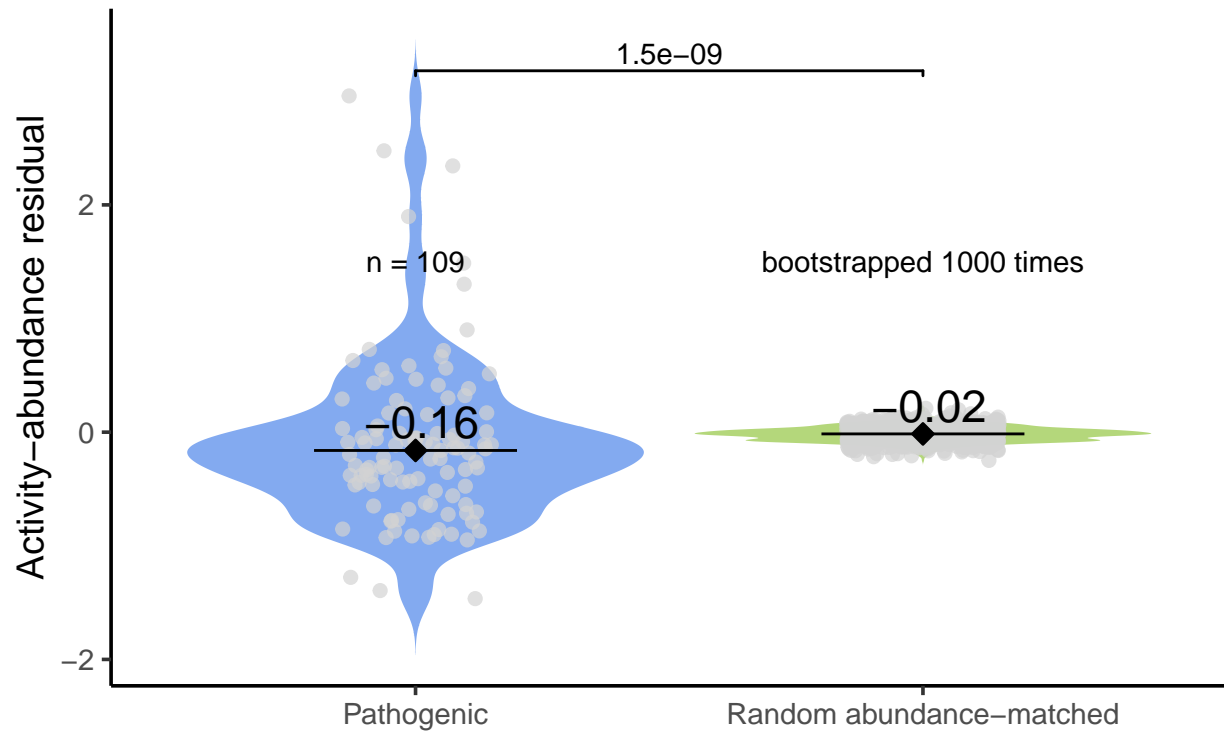 1.5e−09
n = 109
bootstrapped 1000 times
−0.16
−0.02
Activity−abundance residual
2
0
−2
Pathogenic
Random abundance−matched